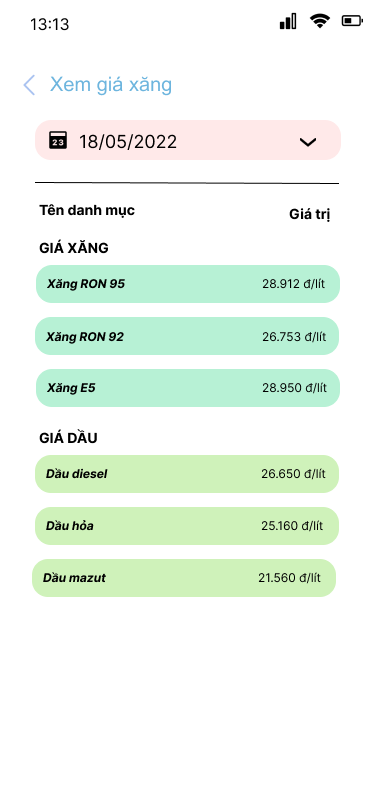 13:13
Xem giá xăng
23 18/05/2022
Tên danh mục Giá trị
GIÁ XĂNG
Xăng RON 95 28.912 đ/lít
Xăng RON 92 26.753 đ/lít
Xăng E5 28.950 đ/lít
GIÁ DẦU
Dầu diesel 26.650 đ/lít
Dầu hỏa 25.160 đ/lít
Dầu mazut 21.560 đ/lít